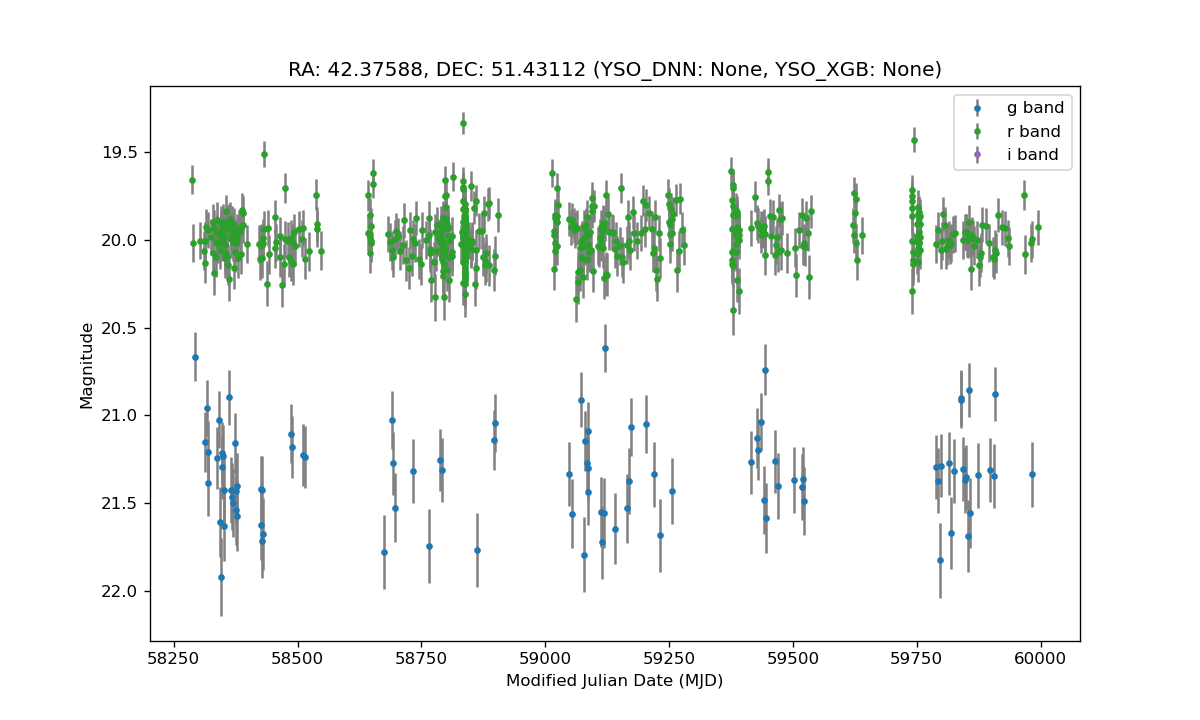 RA: 42.37588, DEC: 51.43112 (YSO_DNN: None, YSO_XGB: None)
g band
r band
i band
19.5
20.0
20.5
21.0
21.5
22.0
Magnitude
58250 58500 58750 59000 59250 59500 59750 60000
Modified Julian Date (MJD)